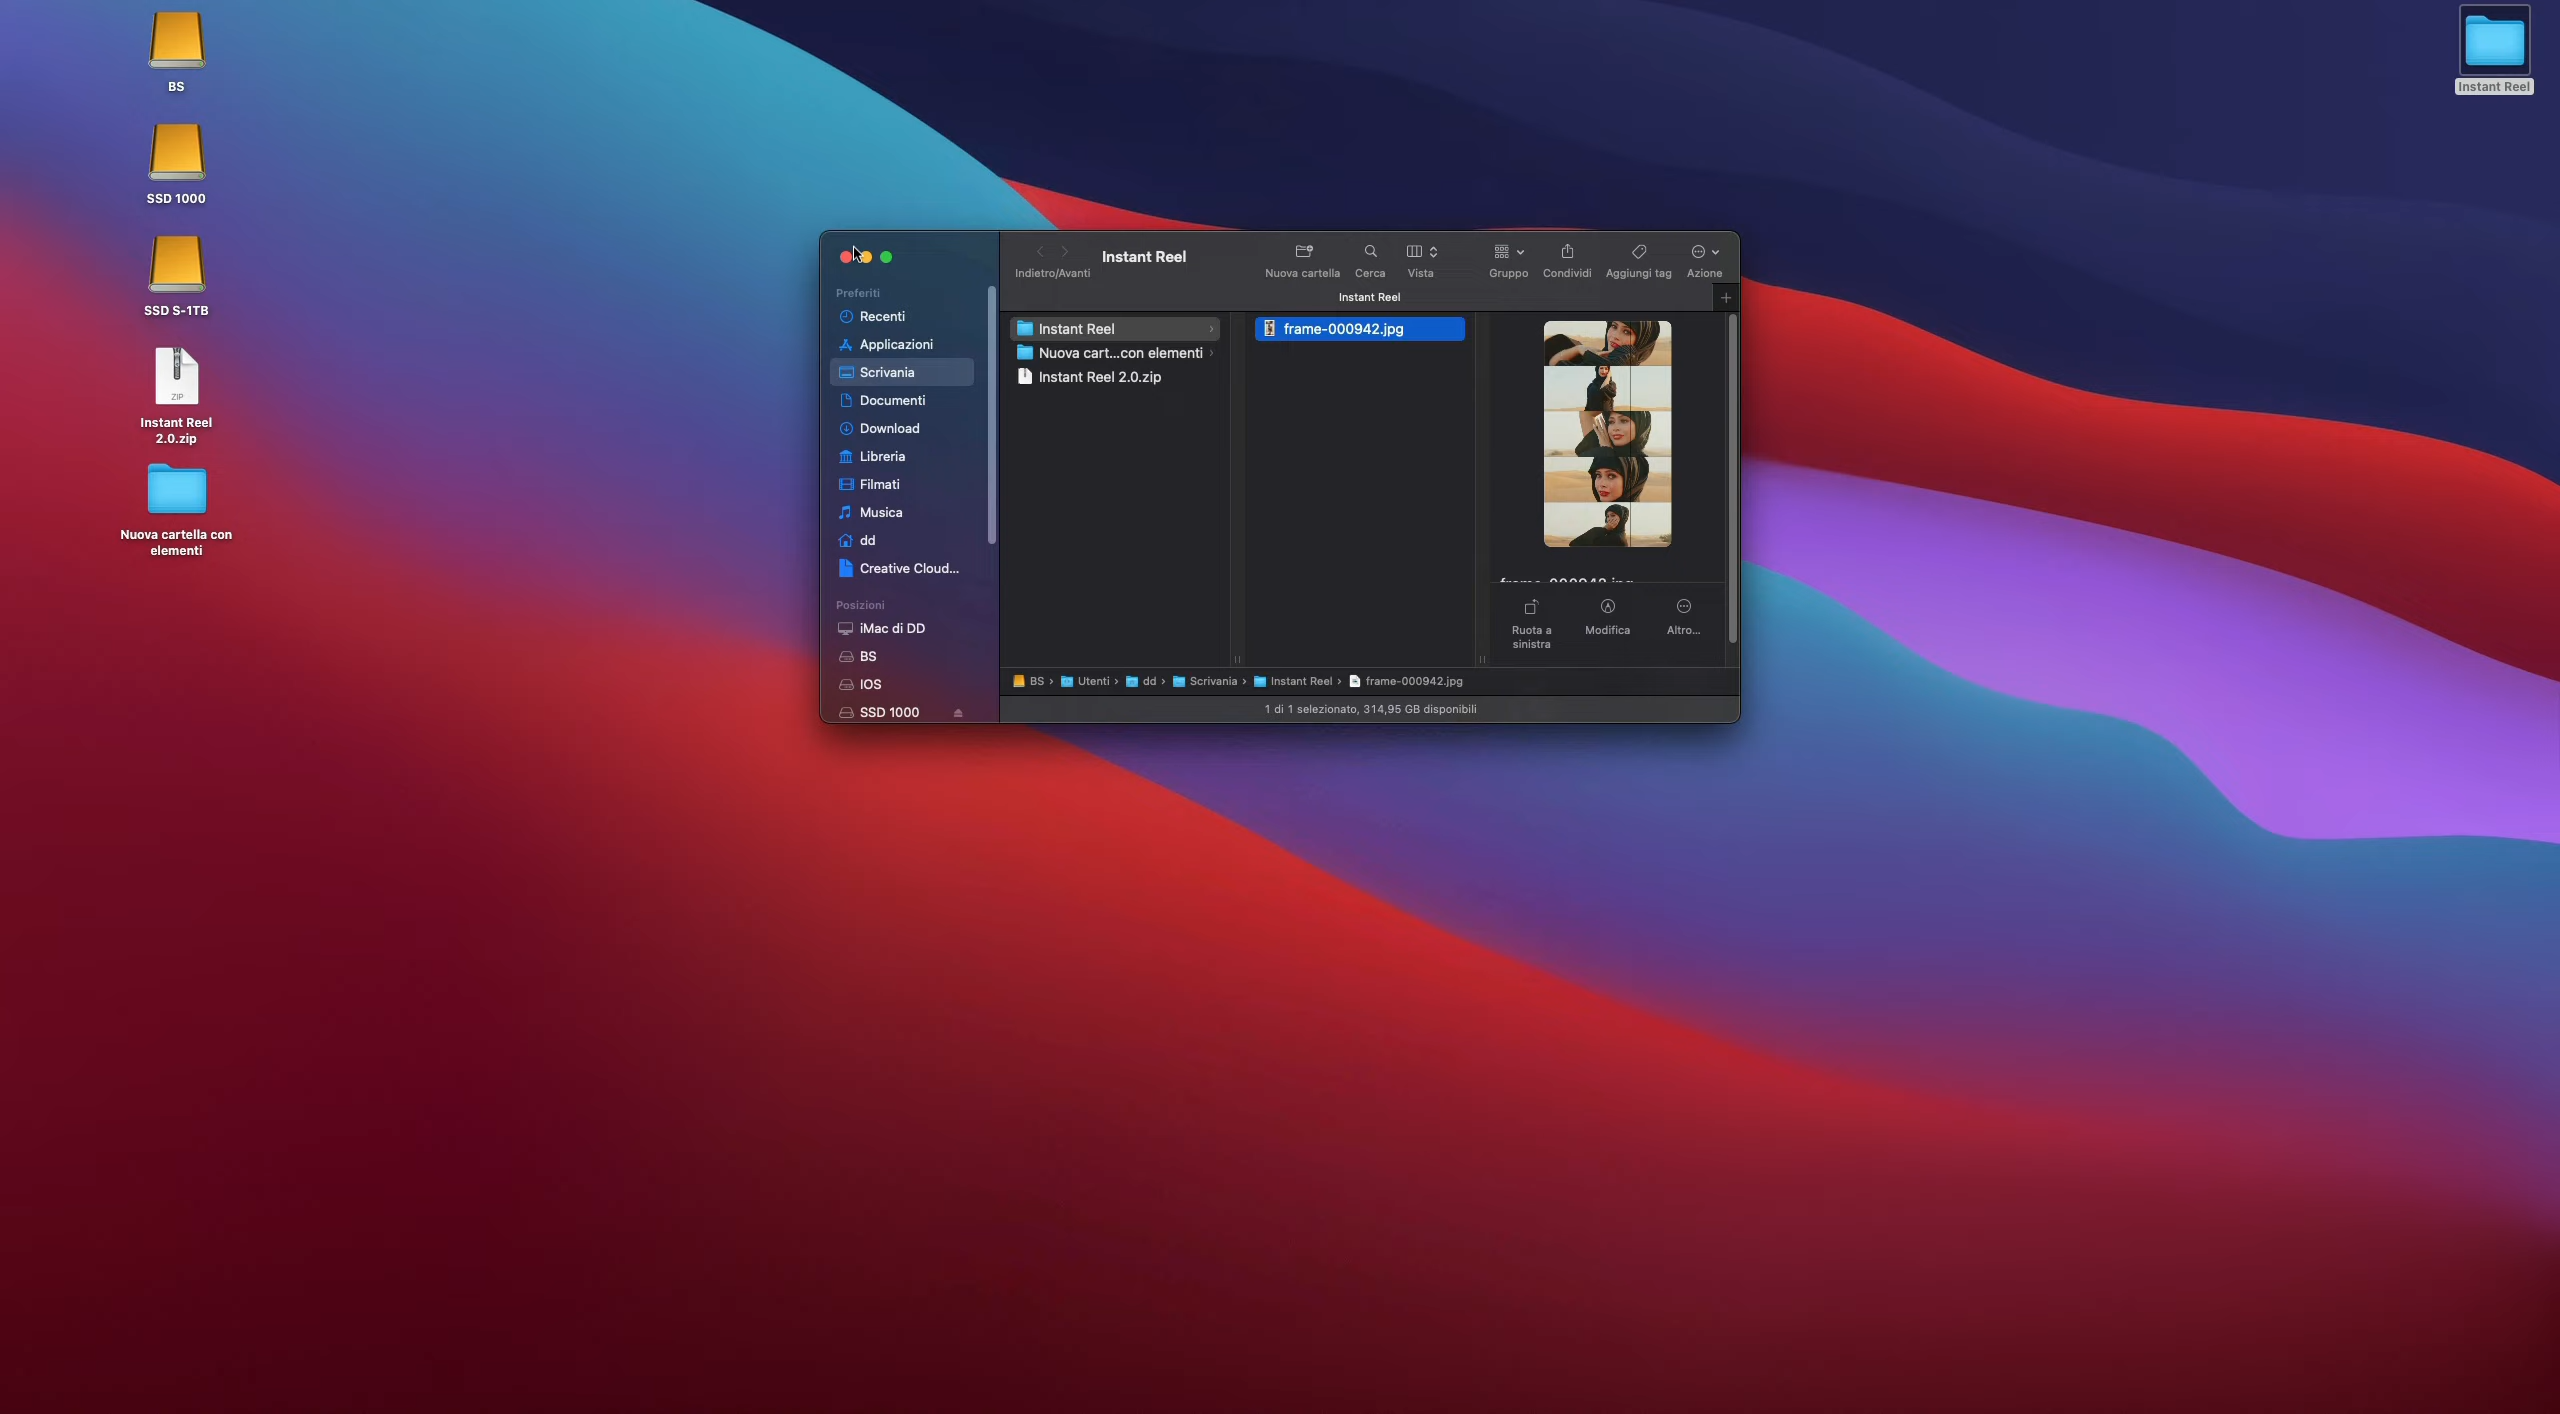 BS
SSD 1000
SSD S-1TB
ZIP
Instant Reel
2.0.zip
Nuova cartella con
elementi
Instant Reel
Preferiti
Recenti
Applicazioni
Scrivania
Documenti
Download
Libreria
Filmati
Musica
dd
Creative Cloud...
Posizioni
iMac di DD
BS
IOS
SSD 1000
Indietro/Avanti
Instant Reel
Nuova cartella
Cerca
Vista
Gruppo
Condividi
Aggiungi tag
Azione
Instant Reel
Instant Reel
Nuova cart...con elementi
Instant Reel 2.0.zip
frame-000942.jpg
frame-000942.jpg
Ruota a
sinistra
Modifica
Altro...
BS › Utenti › dd › Scrivania › Instant Reel › frame-000942.jpg
1 di 1 selezionato, 314,95 GB disponibili